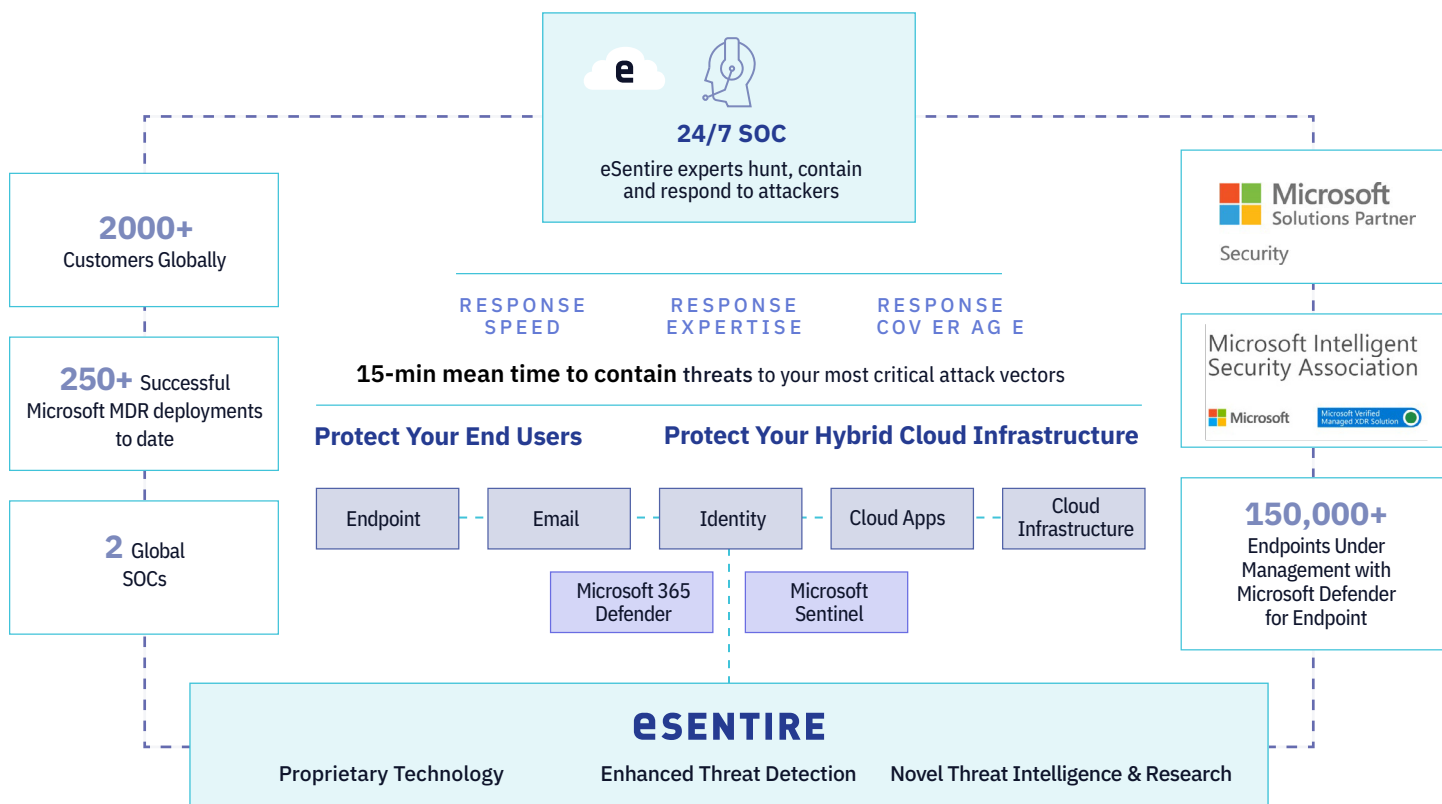 e
24/7 SOC
eSentire experts hunt, contain
and respond to attackers
2000+
Customers Globally
250+ Successful
Microsoft MDR deployments
to date
2 Global
SOCs
RESPONSE
SPEED
RESPONSE
EXPERTISE
RESPONSE
COV ER AG E
15-min mean time to contain threats to your most critical attack vectors
Protect Your End Users
Protect Your Hybrid Cloud Infrastructure
Endpoint
Email
Identity
Cloud Apps
Cloud
Infrastructure
Microsoft 365
Defender
Microsoft
Sentinel
Microsoft
Solutions Partner
Security
Microsoft Intelligent
Security Association
Microsoft
Microsoft Verified
Managed XDR Solution
150,000+
Endpoints Under
Management with
Microsoft Defender
for Endpoint
eSENTIRE
Proprietary Technology
Enhanced Threat Detection
Novel Threat Intelligence & Research